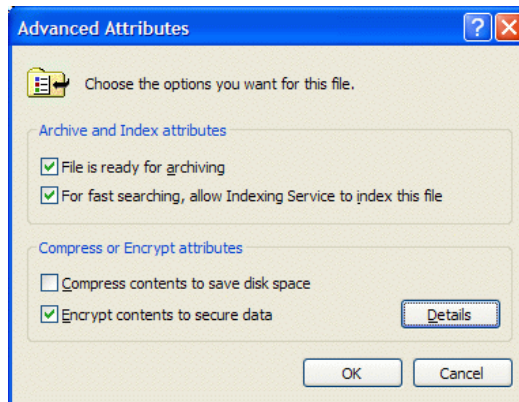 Advanced Attributes
Choose the options you want for this file.
Archive and Index attributes
File is ready for archiving
For fast searching, allow Indexing Service to index this file
Compress or Encrypt attributes
Compress contents to save disk space
Encrypt contents to secure data
Details
OK Cancel